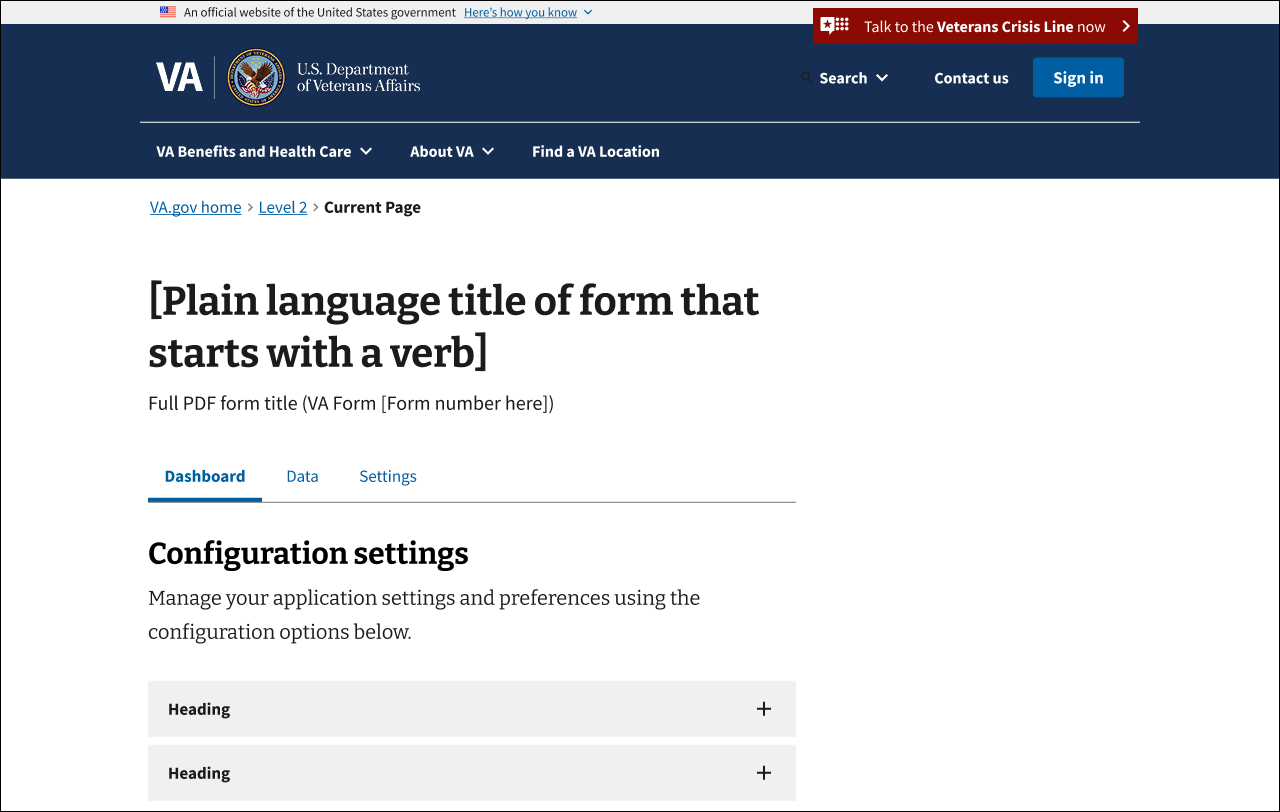 An official website of the United States government Here's how you know
Talk to the Veterans Crisis Line now
VA
U.S. Department
of Veterans Affairs
Search
Contact us
Sign in
VA Benefits and Health Care
About VA
Find a VA Location
VA.gov home › Level 2 › Current Page
[Plain language title of form that
starts with a verb]
Full PDF form title (VA Form [Form number here])
Dashboard
Data
Settings
Configuration settings
Manage your application settings and preferences using the
configuration options below.
Heading
Heading